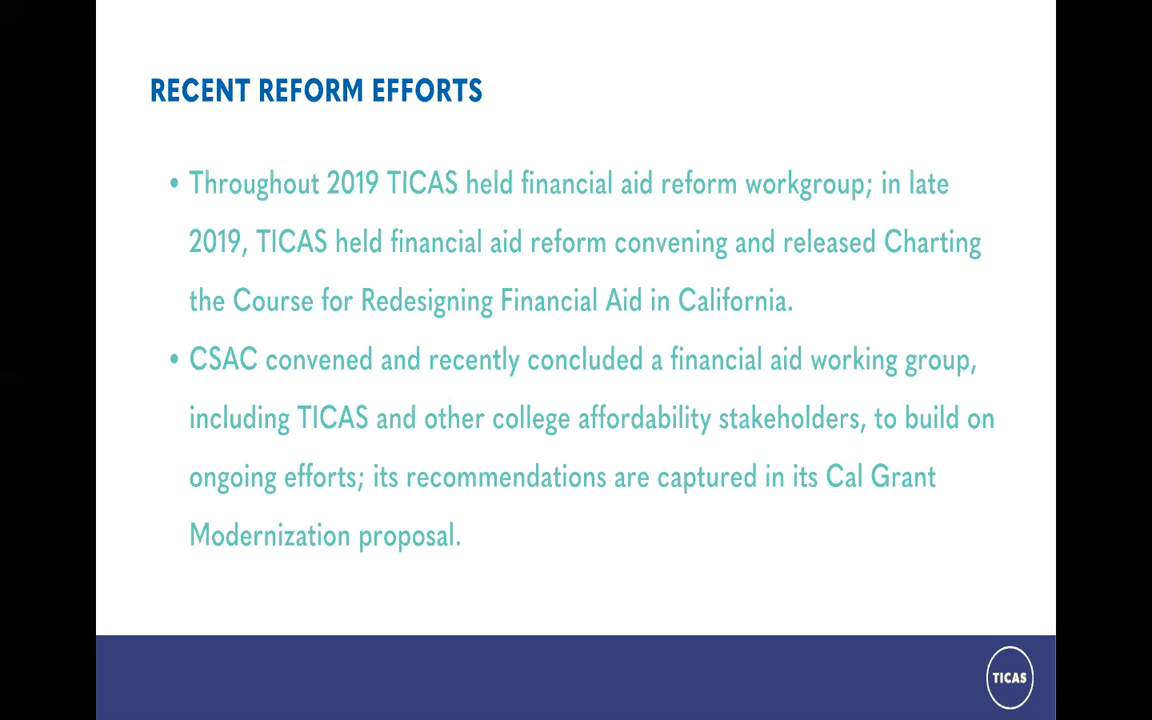 RECENT REFORM EFFORTS
• Throughout 2019 TICAS held financial aid reform workgroup; in late
2019, TICAS held financial aid reform convening and released Charting
the Course for Redesigning Financial Aid in California.
• CSAC convened and recently concluded a financial aid working group,
including TICAS and other college affordability stakeholders, to build on
ongoing efforts; its recommendations are captured in its Cal Grant
Modernization proposal.
TICAS